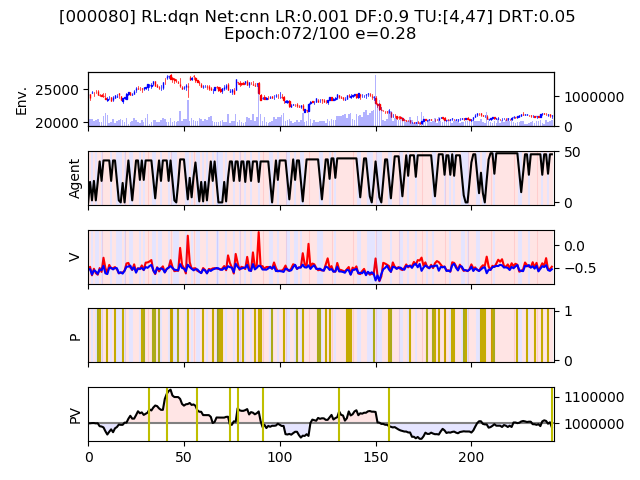 [000080] RL:dqn Net:cnn LR:0.001 DF:0.9 TU:[4,47] DRT:0.05
Epoch:072/100 e=0.28
Env.
25000
20000
1000000
0
Agent
50
0
V
0.0
−0.5
P
1
0
PV
1100000
1000000
0 50 100 150 200